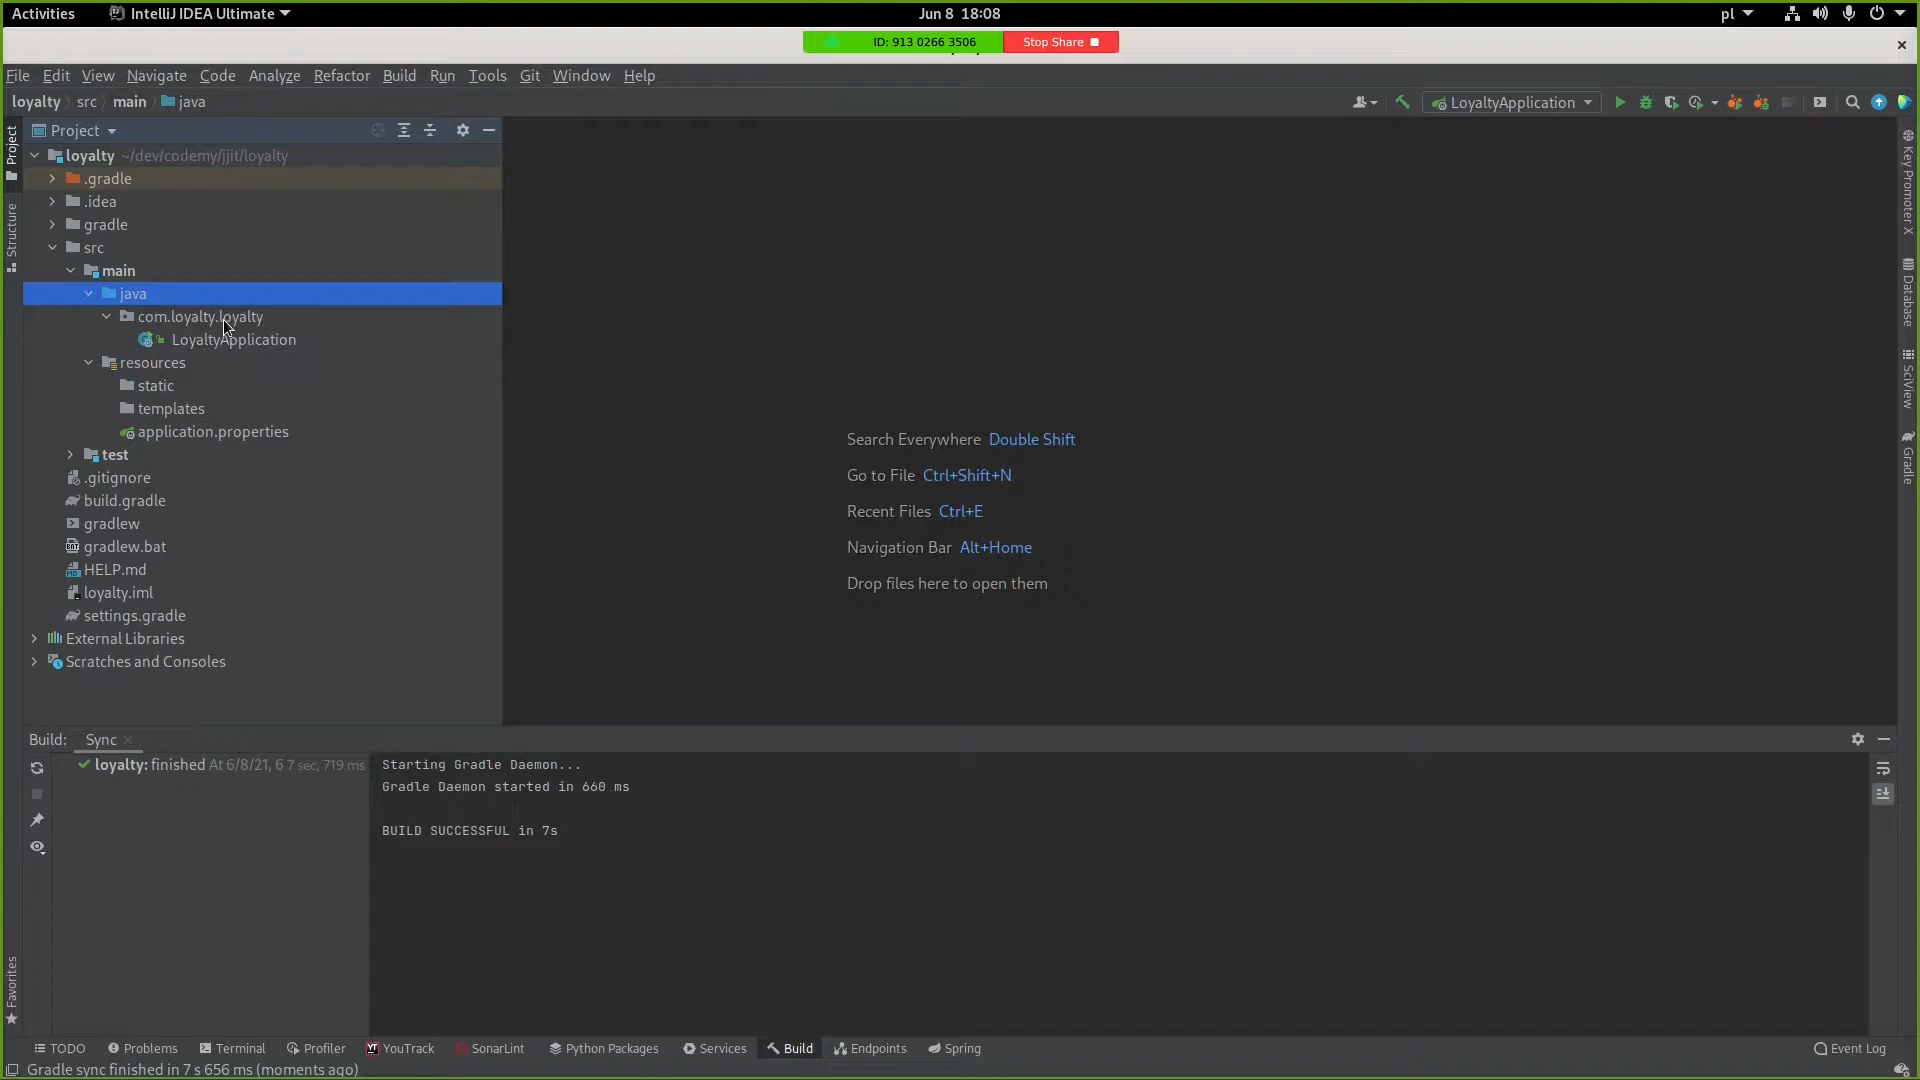 Activities IntelliJ IDEA Ultimate Jun 8 18:08 pl
ID: 913 0266 3506 Stop Share
File Edit View Navigate Code Analyze Refactor Build Run Tools Git Window Help
loyalty src main java LoyaltyApplication
Project
loyalty ~/dev/codemy/jjit/loyalty
.gradle
.idea
gradle
src
main
java
com.loyalty.loyalty
LoyaltyApplication
resources
static
templates
application.properties
test
.gitignore
build.gradle
gradlew
gradlew.bat
HELP.md
loyalty.iml
settings.gradle
External Libraries
Scratches and Consoles
Project
Structure
Favorites
Search Everywhere Double Shift
Go to File Ctrl+Shift+N
Recent Files Ctrl+E
Navigation Bar Alt+Home
Drop files here to open them
Key Promoter X
Database
SciView
Gradle
Build: Sync
loyalty: finished At 6/8/21, 6 7 sec, 719 ms
Starting Gradle Daemon...
Gradle Daemon started in 660 ms
BUILD SUCCESSFUL in 7s
TODO Problems Terminal Profiler YouTrack SonarLint Python Packages Services Build Endpoints Spring Event Log
Gradle sync finished in 7 s 656 ms (moments ago)